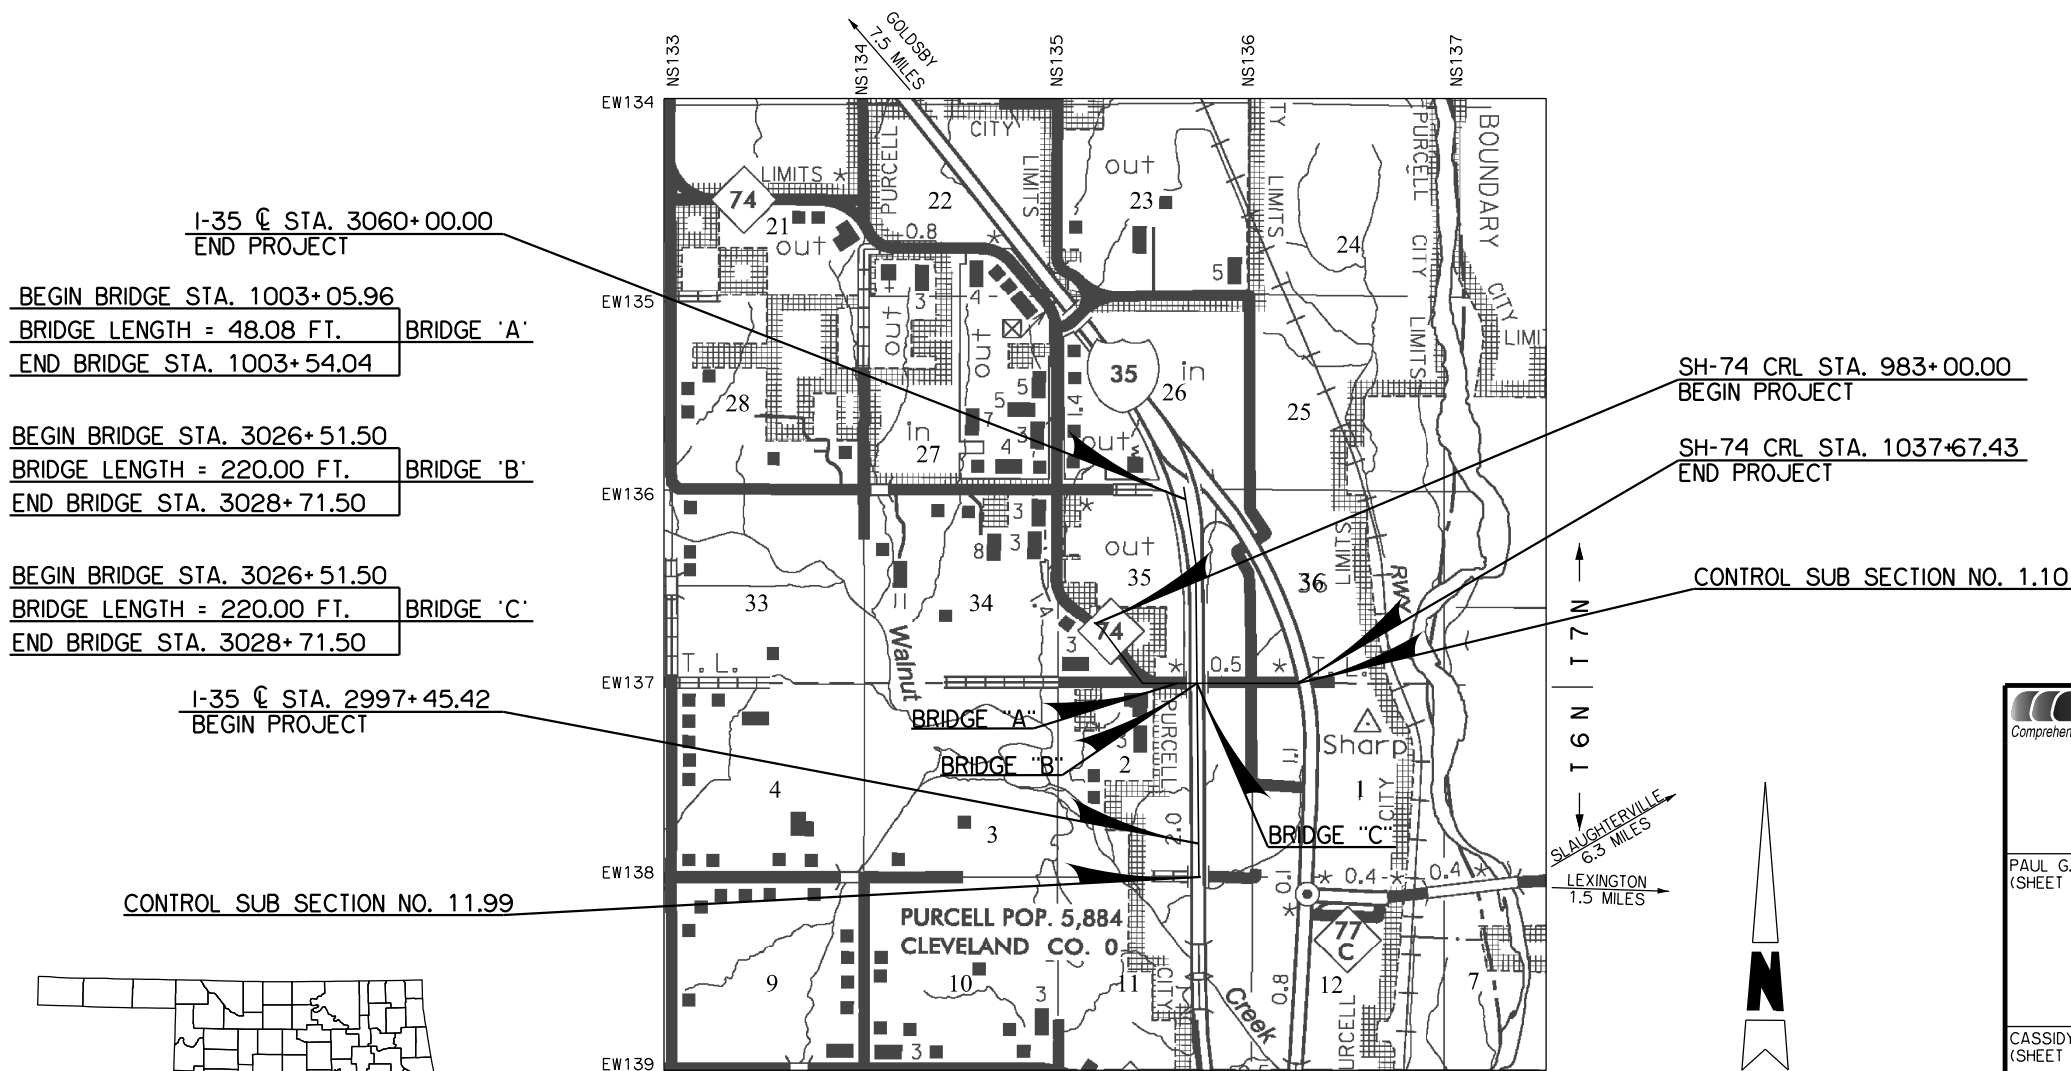 GOLDSBY
7.5 MILES
NS133
NS134
NS135
NS136
NS137
EW134
EW135
EW136
EW137
EW138
EW139
I-35 ℄ STA. 3060+00.00
END PROJECT
BEGIN BRIDGE STA. 1003+05.96
BRIDGE LENGTH = 48.08 FT.
BRIDGE 'A'
END BRIDGE STA. 1003+54.04
BEGIN BRIDGE STA. 3026+51.50
BRIDGE LENGTH = 220.00 FT.
BRIDGE 'B'
END BRIDGE STA. 3028+71.50
BEGIN BRIDGE STA. 3026+51.50
BRIDGE LENGTH = 220.00 FT.
BRIDGE 'C'
END BRIDGE STA. 3028+71.50
I-35 ℄ STA. 2997+45.42
BEGIN PROJECT
CONTROL SUB SECTION NO. 11.99
SH-74 CRL STA. 983+00.00
BEGIN PROJECT
SH-74 CRL STA. 1037+67.43
END PROJECT
CONTROL SUB SECTION NO. 1.10
LIMITS *
74
21
out
PURCELL
CITY
22
LIMITS
0.8
*
out
23
5
LIMITS
24
PURCELL
CITY
LIMITS
BOUNDARY
CITY
3
4
out
out
35
in
26
25
28
in
27
5
5
7
3
4
1.4
out
3
3
8
*
out
35
36
LIMITS
RWY
33
34
Walnut
1.4
74
3
T.L.
*
0.5
*
T.L.
BRIDGE "A"
BRIDGE "B"
BRIDGE "C"
PURCELL
3
2
1.1
Sharp
1
CITY
4
3
2.0
0.1
*
0.4
*
0.4
*
PURCELL POP. 5,884
CLEVELAND CO. 0
*
77
C
9
10
11
CITY
Creek
0.8
12
7
3
3
T 7 N
T 6 N
SLAUGHTERVILLE
6.3 MILES
LEXINGTON
1.5 MILES
N
PAUL G.
(SHEET
CASSIDY
(SHEET